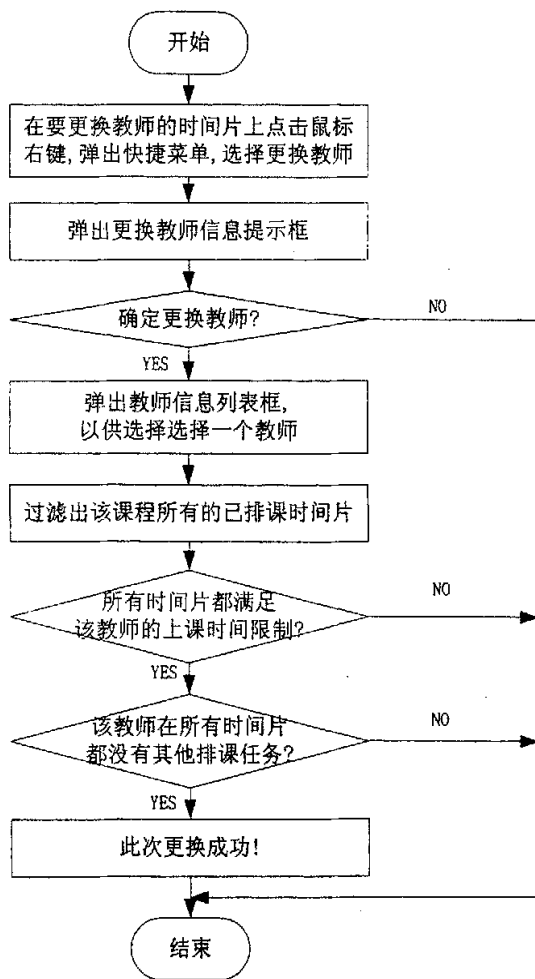 开始
在要更换教师的时间片上点击鼠标
右键,弹出快捷菜单,选择更换教师
弹出更换教师信息提示框
确定更换教师?
NO
YES
弹出教师信息列表框,
以供选择选择一个教师
过滤出该课程所有的已排课时间片
所有时间片都满足
该教师的上课时间限制?
NO
YES
该教师在所有时间片
都没有其他排课任务?
NO
YES
此次更换成功!
结束